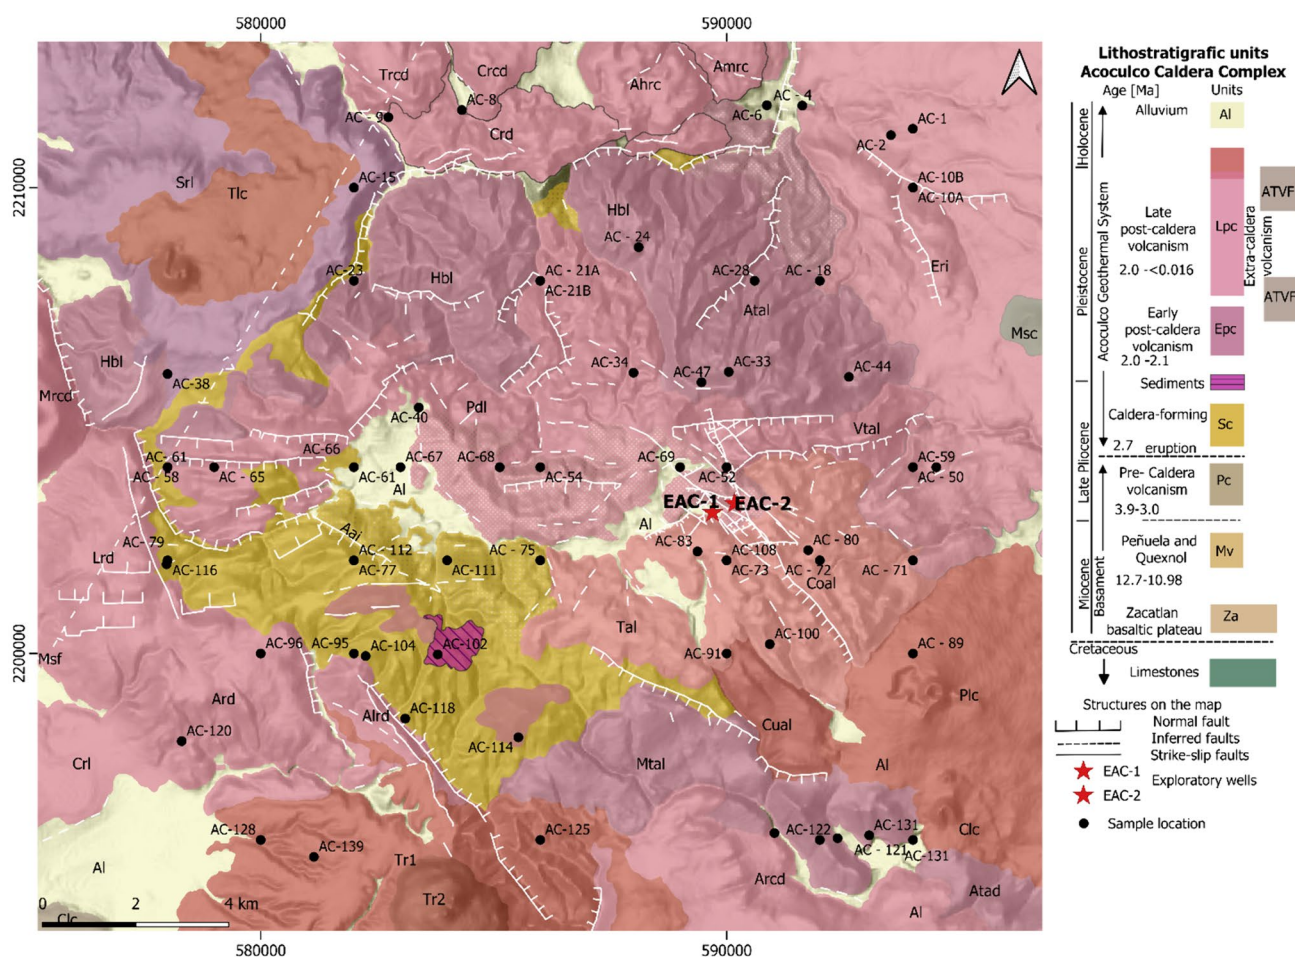 580000
590000
2210000
2200000
580000
590000
Trcd
Crcd
Ahrc
Amrc
AC-8
AC - 9
Crd
AC-6
AC - 4
AC-1
AC-2
AC-15
Srl
Tlc
Hbl
AC-10B
AC-10A
AC - 24
AC-23
Hbl
AC - 21A
AC-21B
AC-28
AC - 18
Eri
Atal
Msc
Hbl
AC-38
Mrcd
AC-34
AC-47
AC-33
AC-44
AC-40
Pdl
Vtal
AC-66
AC-61
AC - 58
AC - 65
AC-61
AC-67
AC-68
AC-54
AC-69
AC-52
AC-59
AC - 50
Al
EAC-1
EAC-2
Al
Aai
AC-79
Lrd
AC-116
AC - 112
AC-77
AC-111
AC - 75
AC-83
AC-108
AC-73
AC - 80
AC - 72
Coal
AC - 71
Tal
Msf
AC-96
AC-95
AC-104
AC-102
AC-91
AC-100
AC - 89
Ard
Alrd
AC-118
AC-120
AC-114
Cual
Plc
Crl
Mtal
Al
AC-128
AC-139
AC-125
AC-122
AC-131
AC - 121
AC-131
Clc
Al
Tr1
Tr2
Arcd
Atad
Al
Clc
0 2 4 km
Lithostratigrafic units
Acoculco Caldera Complex
Age [Ma]
Units
Holocene
Alluvium
Al
Pleistocene
Acoculco Geothermal System
Late
post-caldera
volcanism
2.0 -<0.016
Lpc
Extra-caldera
volcanism
ATVF
ATVF
Early
post-caldera
volcanism
2.0 -2.1
Epc
Sediments
Late Pliocene
Caldera-forming
eruption
2.7
Sc
Pre- Caldera
volcanism
3.9-3.0
Pc
Miocene
Basament
Peñuela and
Quexnol
12.7-10.98
Mv
Zacatlan
basaltic plateau
Za
Cretaceous
Limestones
Structures on the map
Normal fault
Inferred faults
Strike-slip faults
EAC-1
Exploratory wells
EAC-2
Sample location